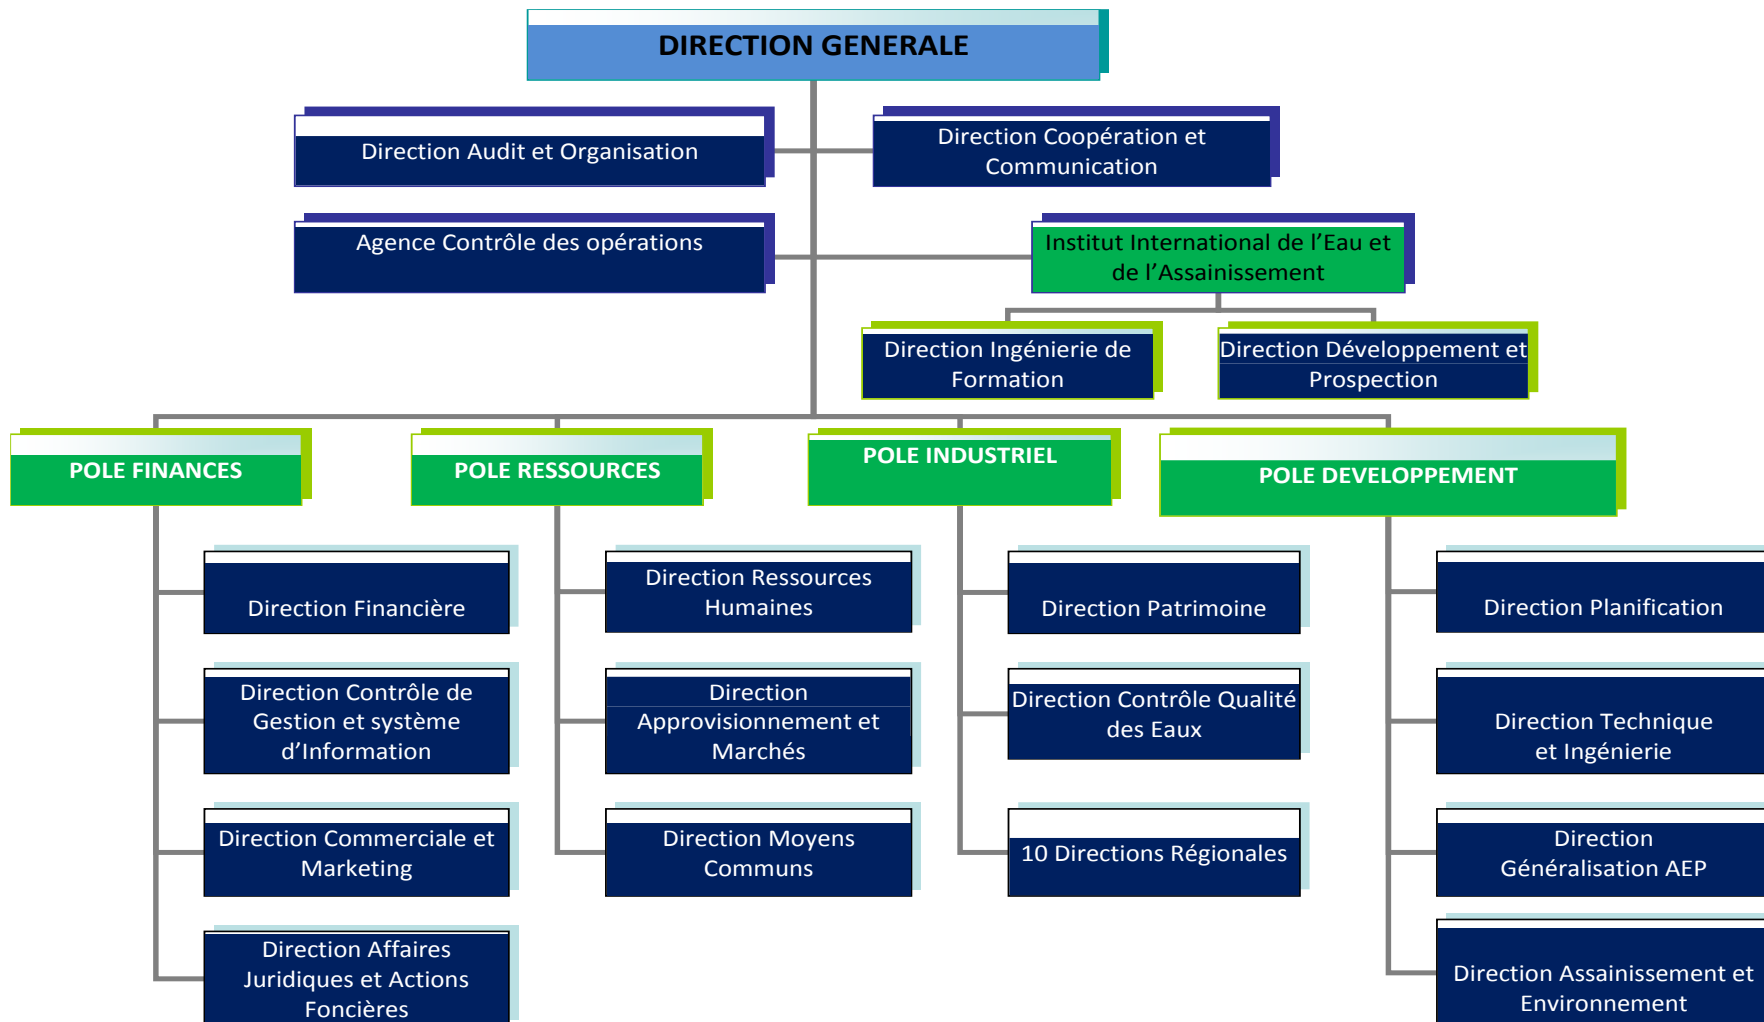 DIRECTION GENERALE
Direction Audit et Organisation
Direction Coopération et
Communication
Agence Contrôle des opérations
Institut International de l’Eau et
de l’Assainissement
Direction Ingénierie de
Formation
Direction Développement et
Prospection
POLE FINANCES
POLE RESSOURCES
POLE INDUSTRIEL
POLE DEVELOPPEMENT
Direction Financière
Direction Ressources
Humaines
Direction Patrimoine
Direction Planification
Direction Contrôle de
Gestion et système
d’Information
Direction
Approvisionnement et
Marchés
Direction Contrôle Qualité
des Eaux
Direction Technique
et Ingénierie
Direction Commerciale et
Marketing
Direction Moyens
Communs
10 Directions Régionales
Direction
Généralisation AEP
Direction Affaires
Juridiques et Actions
Foncières
Direction Assainissement et
Environnement